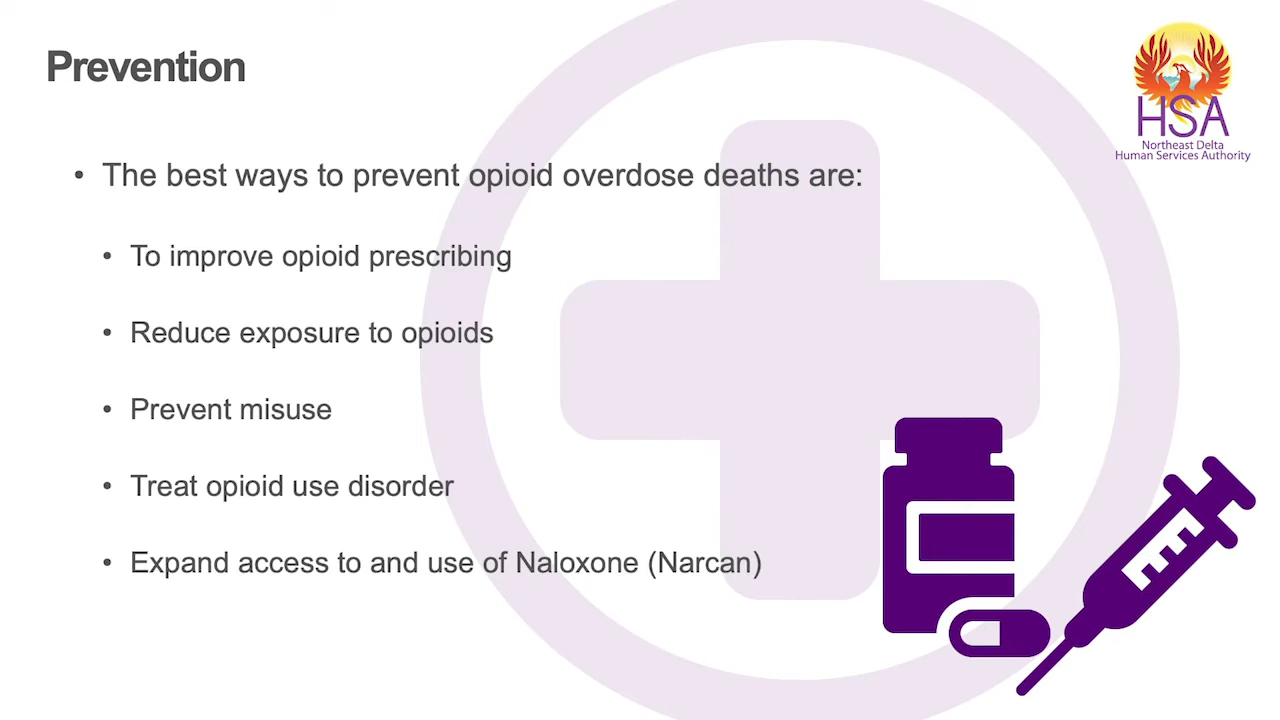 Prevention
HSA
Northeast Delta
Human Services Authority
• The best ways to prevent opioid overdose deaths are:
• To improve opioid prescribing
• Reduce exposure to opioids
• Prevent misuse
• Treat opioid use disorder
• Expand access to and use of Naloxone (Narcan)